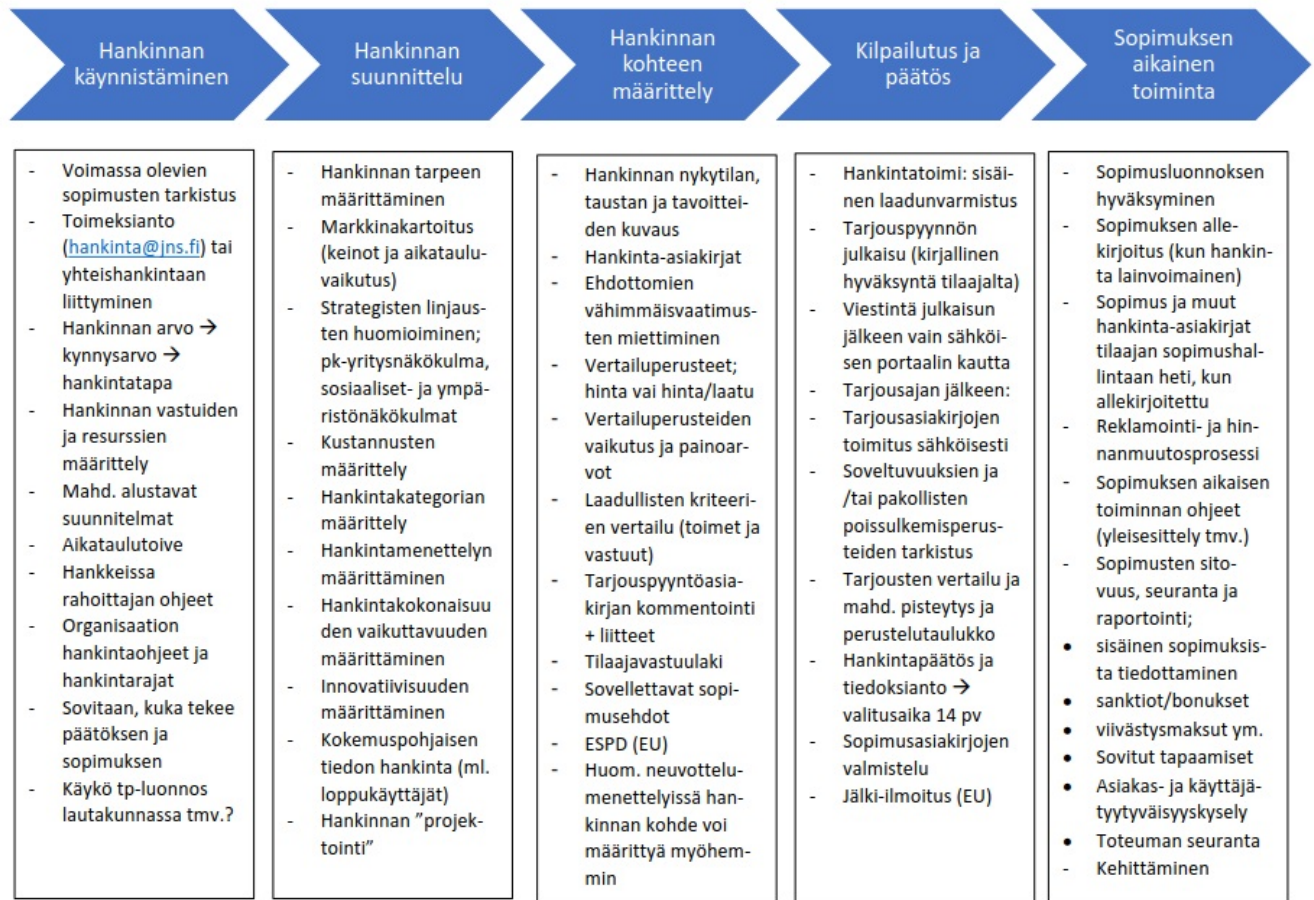 Hankinnan
käynnistäminen
Hankinnan
suunnittelu
Hankinnan
kohteen
määrittely
Kilpailutus ja
päätös
Sopimuksen
aikainen
toiminta
- Voimassa olevien
sopimusten tarkistus
- Toimeksianto
(hankinta@jns.fi) tai
yhteishankintaan
liittyminen
- Hankinnan arvo →
kynnysarvo →
hankintatapa
- Hankinnan vastuiden
ja resurssien
määrittely
- Mahd. alustavat
suunnitelmat
- Aikataulutoive
- Hankkeissa
rahoittajan ohjeet
- Organisaation
hankintaohjeet ja
hankintarajat
- Sovitaan, kuka tekee
päätöksen ja
sopimuksen
- Käykö tp-luonnos
lautakunnassa tmv.?
- Hankinnan tarpeen
määrittäminen
- Markkinakartoitus
(keinot ja aikataulu-
vaikutus)
- Strategisten linjaus-
ten huomioiminen;
pk-yritysnäkökulma,
sosiaaliset- ja ympä-
ristönäkökulmat
- Kustannusten
määrittely
- Hankintakategorian
määrittely
- Hankintamenettelyn
määrittäminen
- Hankintakokonaisuu
den vaikuttavuuden
määrittäminen
- Innovatiivisuuden
määrittäminen
- Kokemuspohjaisen
tiedon hankinta (ml.
loppukäyttäjät)
- Hankinnan ”projek-
tointi”
- Hankinnan nykytilan,
taustan ja tavoittei-
den kuvaus
- Hankinta-asiakirjat
- Ehdottomien
vähimmäisvaatimus-
ten miettiminen
- Vertailuperusteet;
hinta vai hinta/laatu
- Vertailuperusteiden
vaikutus ja painoar-
vot
- Laadullisten kriteeri-
en vertailu (toimet ja
vastuut)
- Tarjouspyyntöasia-
kirjan kommentointi
+ liitteet
- Tilaajavastuulaki
- Sovellettavat sopi-
musehdot
- ESPD (EU)
- Huom. neuvottelu-
menettelyissä han-
kinnan kohde voi
määrittyä myöhem-
min
- Hankintatoimi: sisäi-
nen laadunvarmistus
- Tarjouspyynnön
julkaisu (kirjallinen
hyväksyntä tilaajalta)
- Viestintä julkaisun
jälkeen vain sähköi-
sen portaalin kautta
- Tarjousajan jälkeen:
- Tarjousasiakirjojen
toimitus sähköisesti
- Soveltuvuuksien ja
/tai pakollisten
poissulkemisperus-
teiden tarkistus
- Tarjousten vertailu ja
mahd. pisteytys ja
perustelutaulukko
- Hankintapäätös ja
tiedoksianto →
valitusaika 14 pv
- Sopimusasiakirjojen
valmistelu
- Jälki-ilmoitus (EU)
- Sopimusluonnoksen
hyväksyminen
- Sopimuksen alle-
kirjoitus (kun hankin-
ta lainvoimainen)
- Sopimus ja muut
hankinta-asiakirjat
tilaajan sopimushal-
lintaan heti, kun
allekirjoitettu
- Reklamointi- ja hin-
nanmuutosprosessi
- Sopimuksen aikaisen
toiminnan ohjeet
(yleisesittely tmv.)
- Sopimusten sito-
vuus, seuranta ja
raportointi;
• sisäinen sopimuksis-
ta tiedottaminen
• sanktiot/bonukset
• viivästysmaksut ym.
• Sovitut tapaamiset
• Asiakas- ja käyttäjä-
tyytyväisyyskysely
• Toteuman seuranta
- Kehittäminen